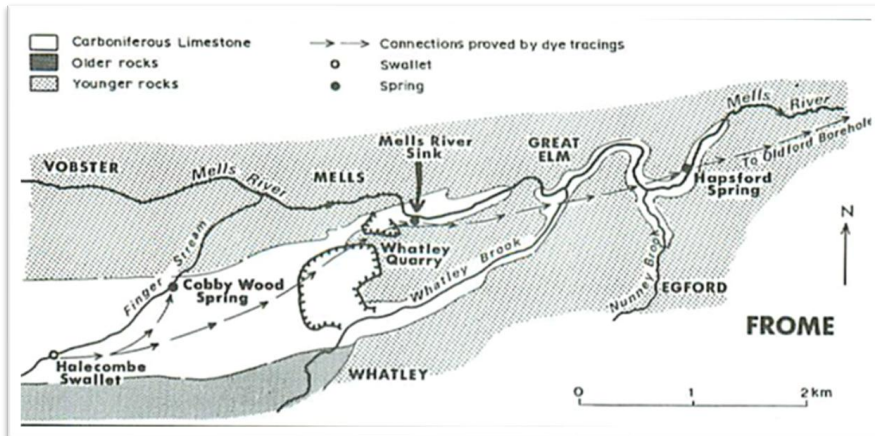 Carboniferous Limestone
Older rocks
Younger rocks
Connections proved by dye tracings
Swallet
Spring
Mells River
Mells River
Sink
GREAT
ELM
To Oldford Borehole
Hapsford
Spring
VOBSTER
Mells River
MELLS
N
Whatley
Quarry
Whatley Brook
Finger Stream
Cobby Wood
Spring
Nunney Brook
EGFORD
FROME
Halecombe
Swallet
WHATLEY
0 1 2 km